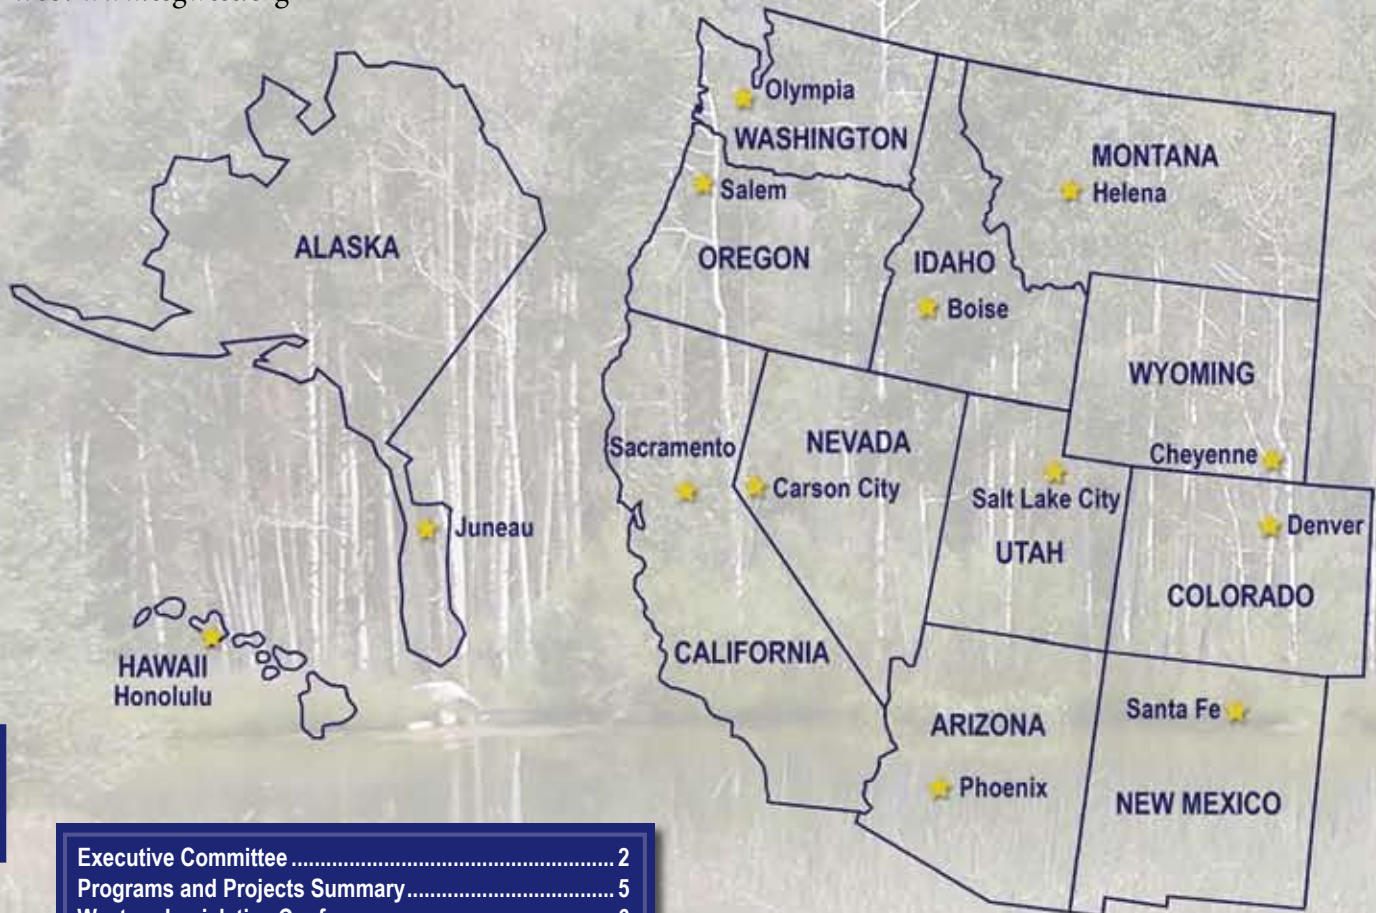 Olympia
WASHINGTON
MONTANA
Helena
Salem
ALASKA
OREGON
IDAHO
Boise
WYOMING
Sacramento
NEVADA
Cheyenne
Carson City
Salt Lake City
Juneau
Denver
UTAH
COLORADO
HAWAII
Honolulu
CALIFORNIA
Santa Fe
ARIZONA
Phoenix
NEW MEXICO
Executive Committee ........................................................ 2
Programs and Projects Summary .................................... 5